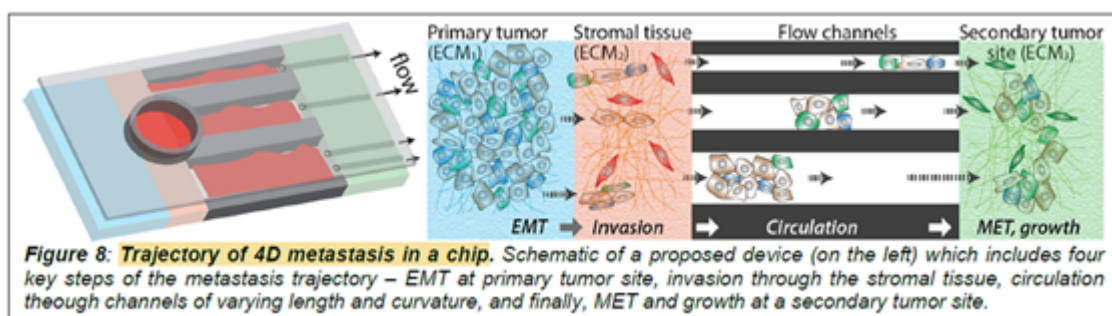 flow
Primary tumor Stromal tissue Flow channels Secondary tumor
(ECM₁) (ECM₂) site (ECM₃)
EMT Invasion Circulation MET, growth
Figure 8: Trajectory of 4D metastasis in a chip. Schematic of a proposed device (on the left) which includes four
key steps of the metastasis trajectory – EMT at primary tumor site, invasion through the stromal tissue, circulation
theough channels of varying length and curvature, and finally, MET and growth at a secondary tumor site.